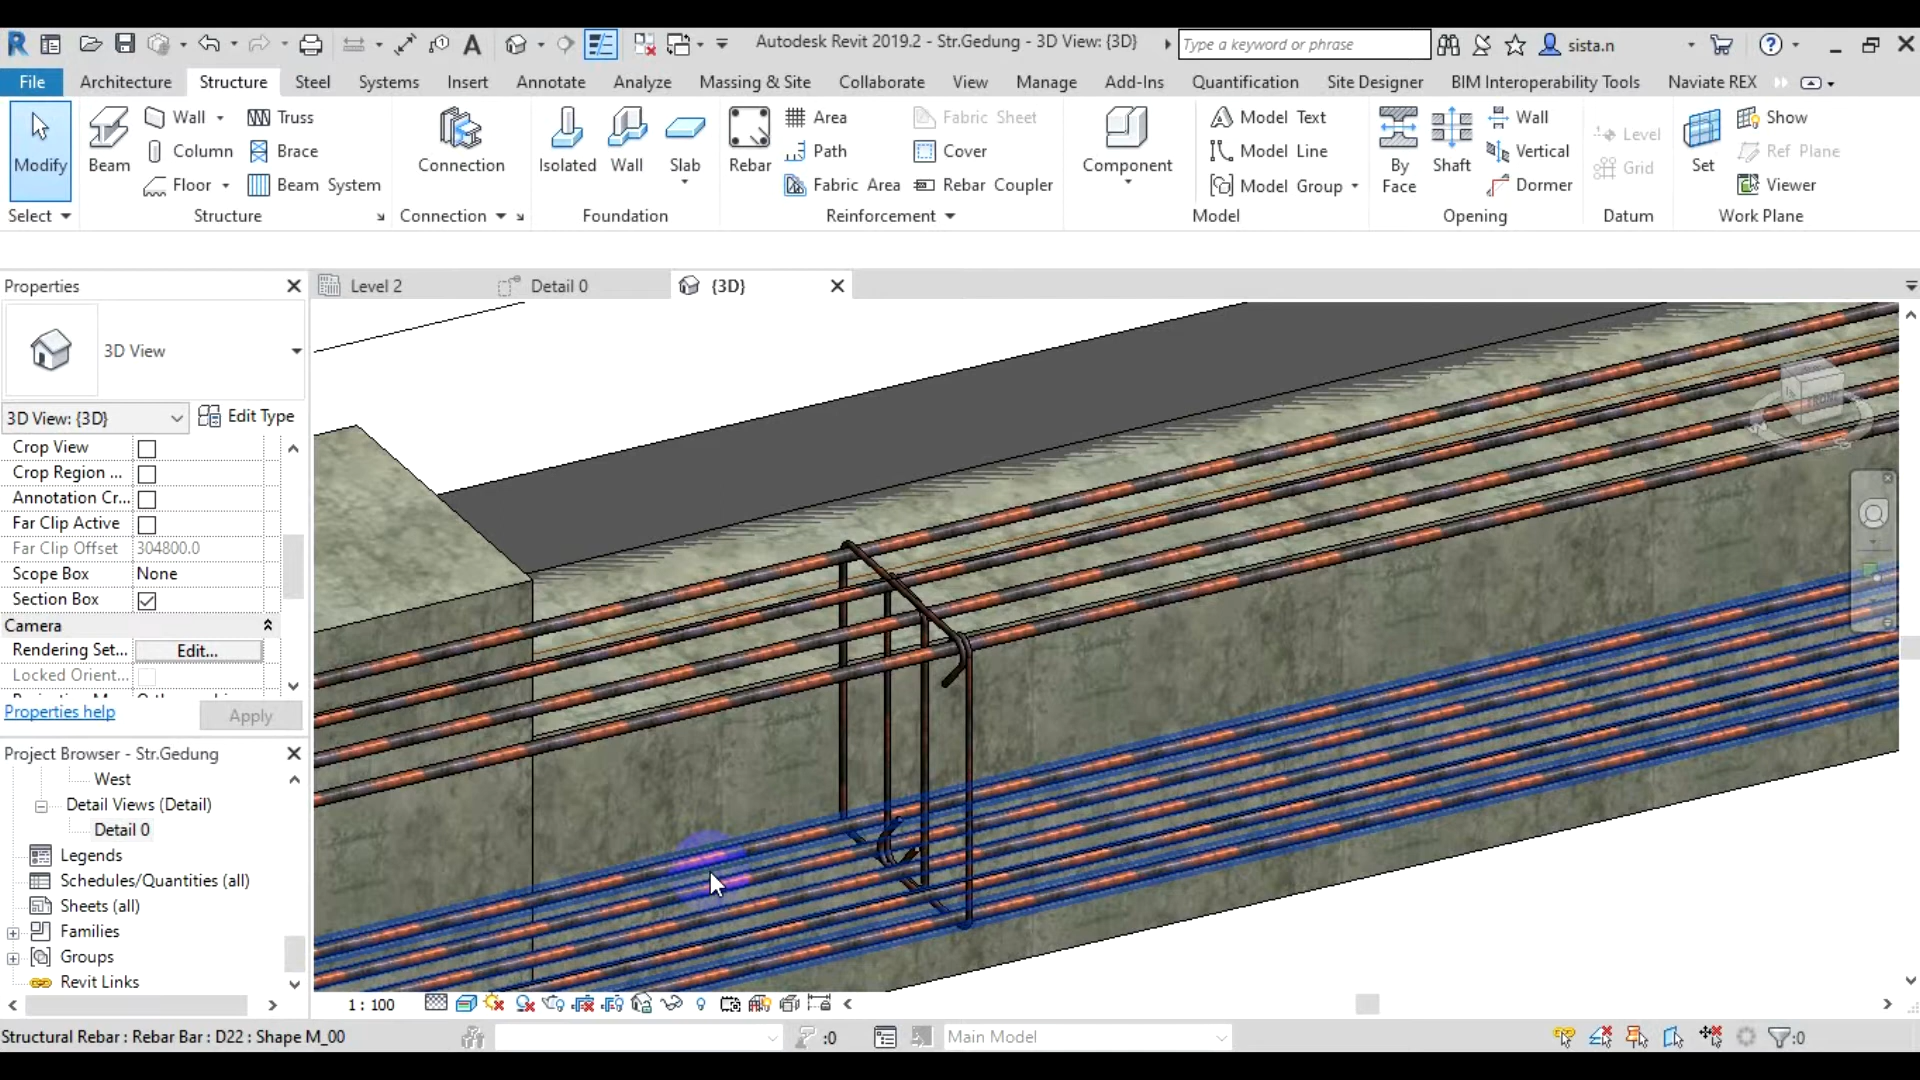 Autodesk Revit 2019.2 - Str.Gedung - 3D View: {3D}
Type a keyword or phrase
sista.n
File Architecture Structure Steel Systems Insert Annotate Analyze Massing & Site Collaborate View Manage Add-Ins Quantification Site Designer BIM Interoperability Tools Naviate REX
Modify
Beam
Wall
Column
Floor
Truss
Brace
Beam System
Connection
Isolated
Wall
Slab
Rebar
Area
Path
Fabric Area
Fabric Sheet
Cover
Rebar Coupler
Component
Model Text
Model Line
Model Group
By Face
Shaft
Wall
Vertical
Dormer
Level
Grid
Set
Show
Ref Plane
Viewer
Select Structure Connection Foundation Reinforcement Model Opening Datum Work Plane
Properties
Level 2
Detail 0
{3D}
3D View
3D View: {3D}
Edit Type
Crop View
Crop Region ...
Annotation Cr...
Far Clip Active
Far Clip Offset 304800.0
Scope Box None
Section Box
Camera
Rendering Set... Edit...
Locked Orient...
Properties help
Apply
Project Browser - Str.Gedung
West
Detail Views (Detail)
Detail 0
Legends
Schedules/Quantities (all)
Sheets (all)
Families
Groups
Revit Links
FRONT
1 : 100
Structural Rebar : Rebar Bar : D22 : Shape M_00
:0
Main Model
:0